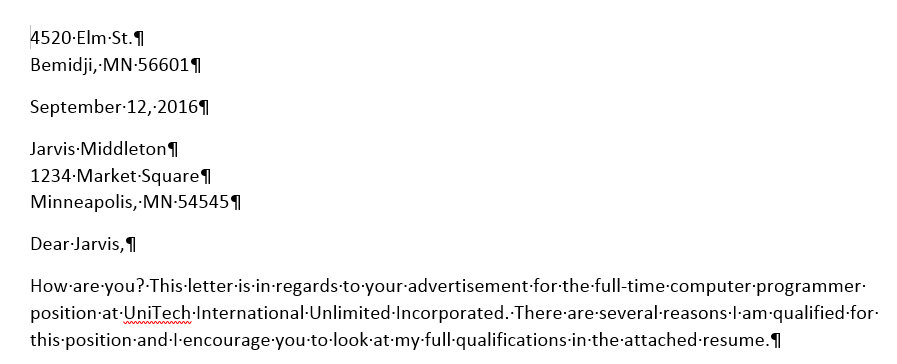 4520·Elm·St.¶
Bemidji,·MN·56601¶
September·12,·2016¶
Jarvis·Middleton¶
1234·Market·Square¶
Minneapolis,·MN·54545¶
Dear·Jarvis,¶
How·are·you?·This·letter·is·in·regards·to·your·advertisement·for·the·full-time·computer·programmer·
position·at·UniTech·International·Unlimited·Incorporated.·There·are·several·reasons·I·am·qualified·for·
this·position·and·I·encourage·you·to·look·at·my·full·qualifications·in·the·attached·resume.¶